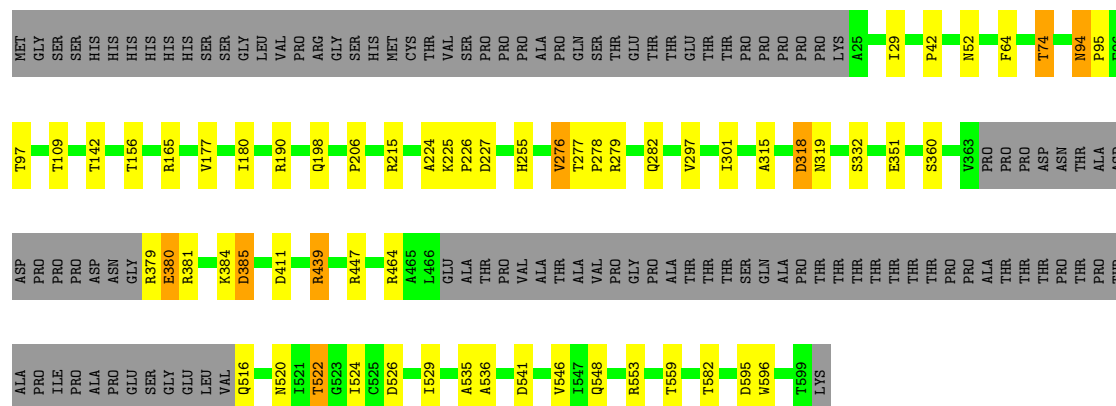 MET GLY SER SER HIS HIS HIS HIS HIS HIS SER SER GLY LEU VAL PRO ARG GLY SER HIS MET CYS THR VAL SER PRO PRO PRO ALA PRO GLN SER THR GLU THR THR GLU THR THR PRO PRO PRO PRO PRO LYS A25 I29 P42 N52 F64 T74 N94 P95
T97 T109 T142 T156 R165 V177 I180 R190 Q198 P206 R215 A224 K225 P226 D227 H255 V276 T277 P278 R279 Q282 V297 I301 A315 D318 N319 S332 E351 S360 V363 PRO PRO PRO ASP ASN THR ALA ASP
ASP PRO PRO PRO ASP ASN GLY R379 E380 R381 K384 D385 D411 R439 R447 R464 A465 L466 GLU ALA THR PRO VAL ALA THR ALA VAL PRO GLY PRO ALA THR THR THR SER GLN ALA PRO THR THR THR THR THR THR PRO PRO ALA THR THR THR PRO THR PRO THR
ALA PRO ILE PRO ALA PRO GLU SER GLY GLU LEU VAL Q516 N520 I521 T522 G523 I524 C525 D526 I529 A535 A536 D541 V546 I547 Q548 R553 T559 T582 D595 W596 T599 LYS